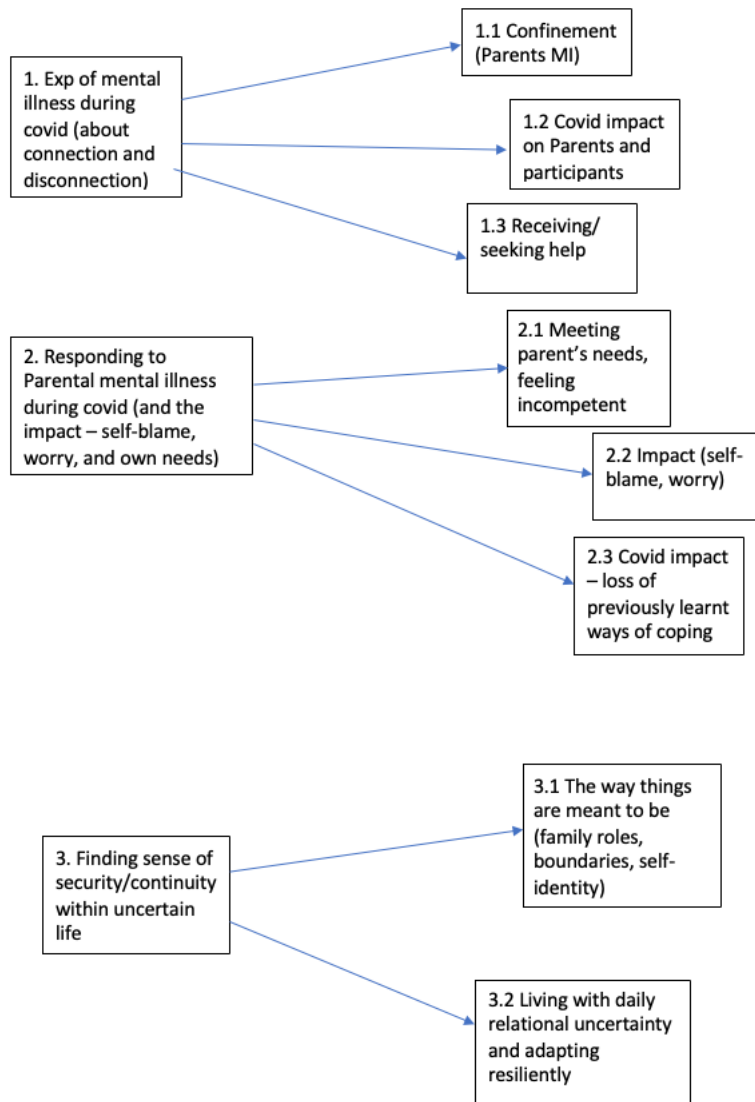 1. Exp of mental
illness during
covid (about
connection and
disconnection)
1.1 Confinement
(Parents MI)
1.2 Covid impact
on Parents and
participants
1.3 Receiving/
seeking help
2. Responding to
Parental mental illness
during covid (and the
impact – self-blame,
worry, and own needs)
2.1 Meeting
parent's needs,
feeling
incompetent
2.2 Impact (self-
blame, worry)
2.3 Covid impact
– loss of
previously learnt
ways of coping
3. Finding sense of
security/continuity
within uncertain
life
3.1 The way things
are meant to be
(family roles,
boundaries, self-
identity)
3.2 Living with daily
relational uncertainty
and adapting
resiliently